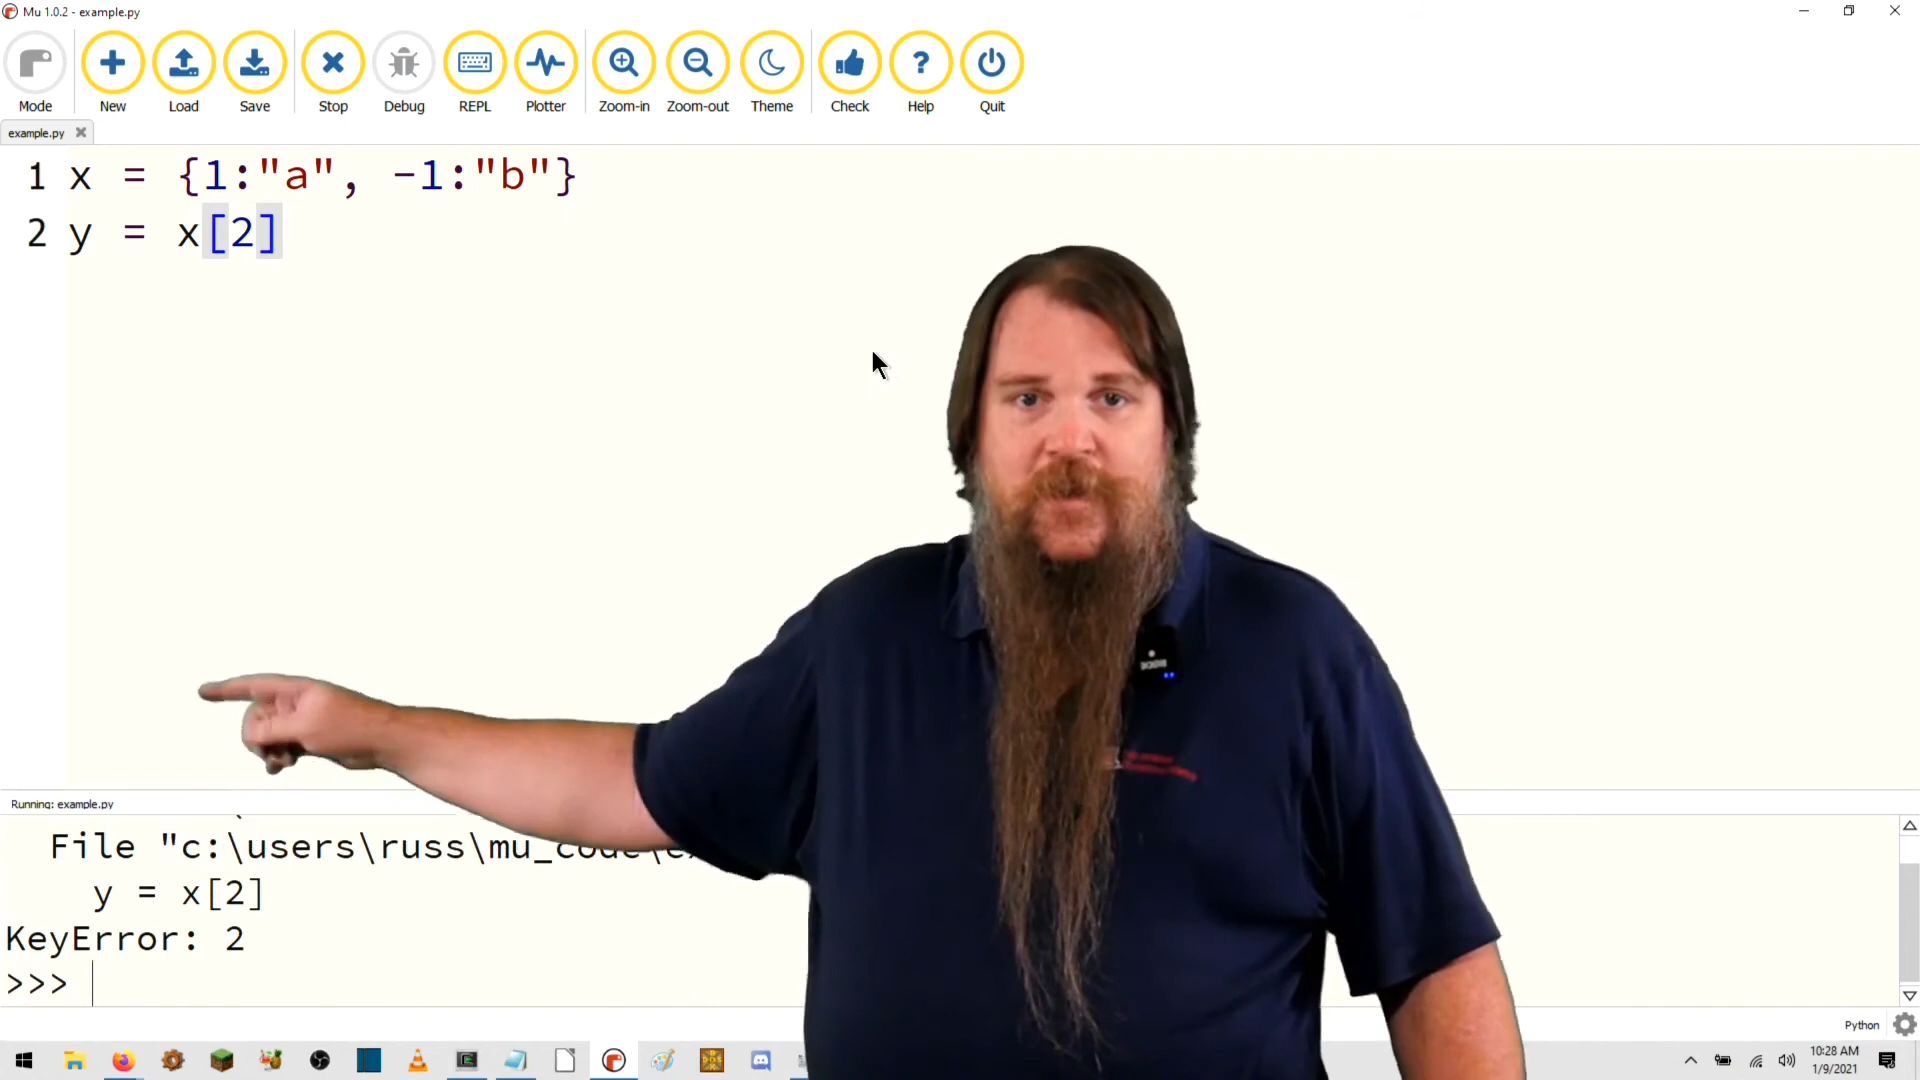 Mu 1.0.2 - example.py
Mode New Load Save Stop Debug REPL Plotter Zoom-in Zoom-out Theme Check Help Quit
example.py
1 x = {1:"a", -1:"b"}
2 y = x[2]
Running: example.py
File "c:\users\russ\mu_code\
y = x[2]
KeyError: 2
>>>
Python
10:28 AM
1/9/2021